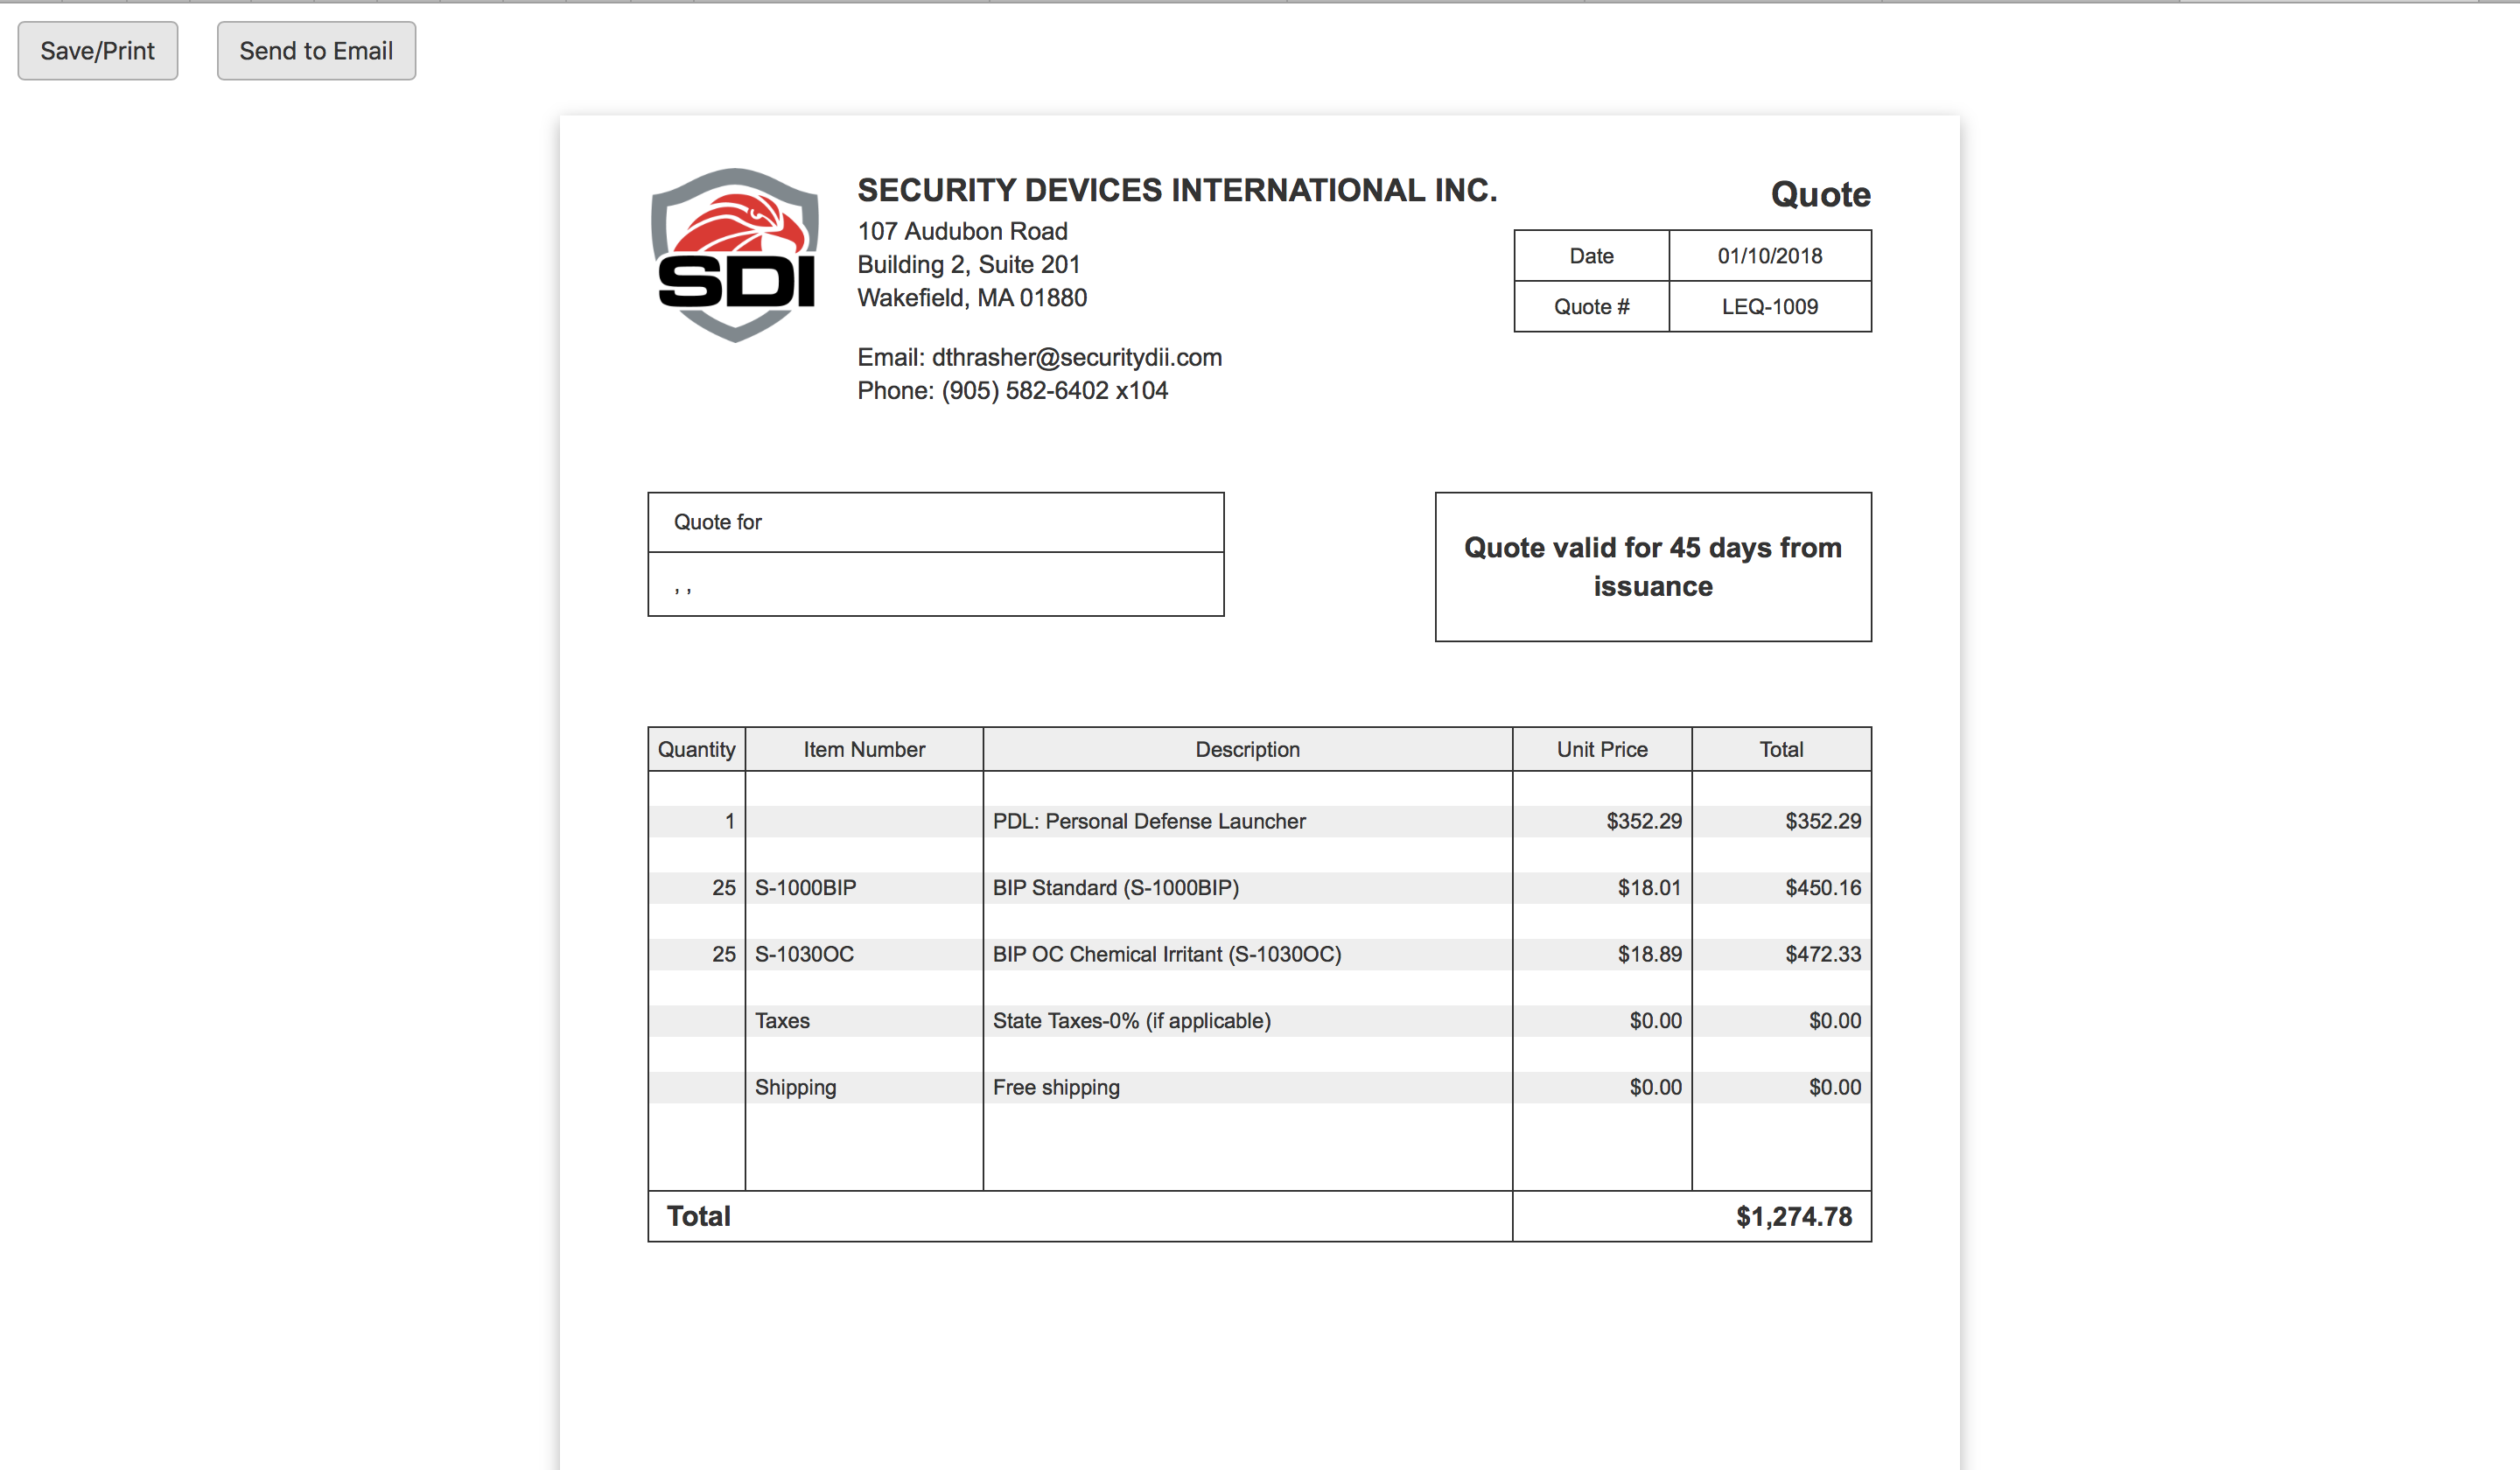 Save/Print Send to Email
SDI
SECURITY DEVICES INTERNATIONAL INC.
107 Audubon Road
Building 2, Suite 201
Wakefield, MA 01880
Email: dthrasher@securitydii.com
Phone: (905) 582-6402 x104
Quote
Date 01/10/2018
Quote # LEQ-1009
Quote for
, ,
Quote valid for 45 days from
issuance
Quantity Item Number Description Unit Price Total
1 PDL: Personal Defense Launcher $352.29 $352.29
25 S-1000BIP BIP Standard (S-1000BIP) $18.01 $450.16
25 S-1030OC BIP OC Chemical Irritant (S-1030OC) $18.89 $472.33
Taxes State Taxes-0% (if applicable) $0.00 $0.00
Shipping Free shipping $0.00 $0.00
Total $1,274.78